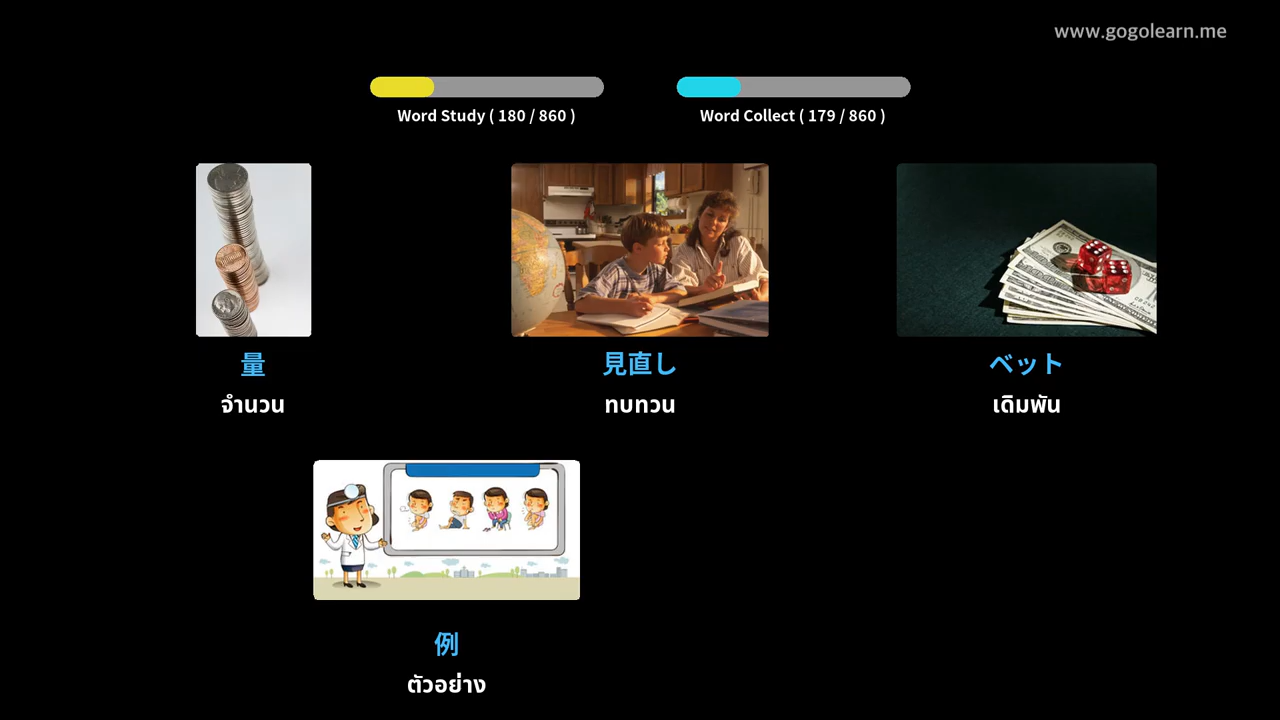 www.gogolearn.me
Word Study ( 180 / 860 )
Word Collect ( 179 / 860 )
量
จำนวน
見直し
ทบทวน
ベット
เดิมพัน
例
ตัวอย่าง